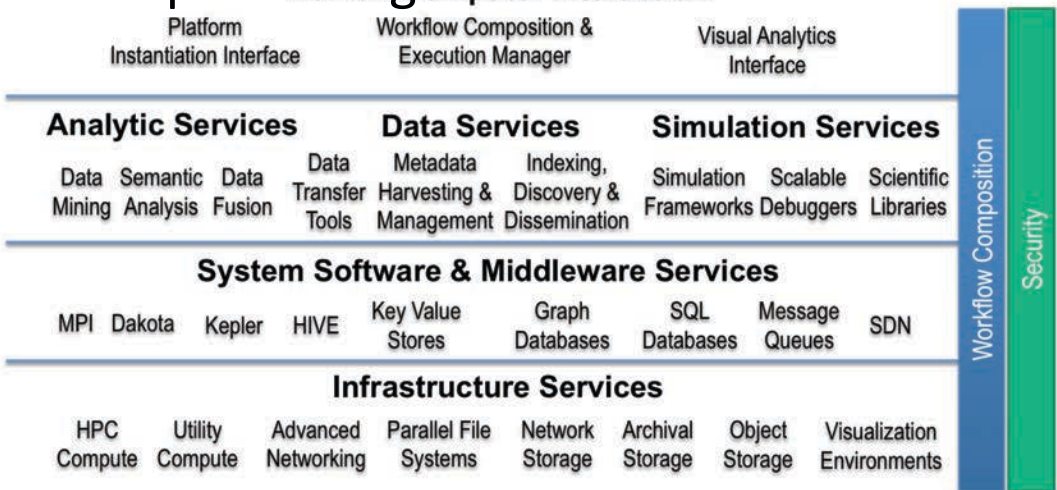 Platform
Instantiation Interface
Workflow Composition &
Execution Manager
Visual Analytics
Interface
Analytic Services
Data Services
Simulation Services
Data
Mining
Semantic
Analysis
Data
Fusion
Data
Transfer
Tools
Metadata
Harvesting &
Management
Indexing,
Discovery &
Dissemination
Simulation
Frameworks
Scalable
Debuggers
Scientific
Libraries
System Software & Middleware Services
MPI
Dakota
Kepler
HIVE
Key Value
Stores
Graph
Databases
SQL
Databases
Message
Queues
SDN
Infrastructure Services
HPC
Compute
Utility
Compute
Advanced
Networking
Parallel File
Systems
Network
Storage
Archival
Storage
Object
Storage
Visualization
Environments
Workflow Composition
Security